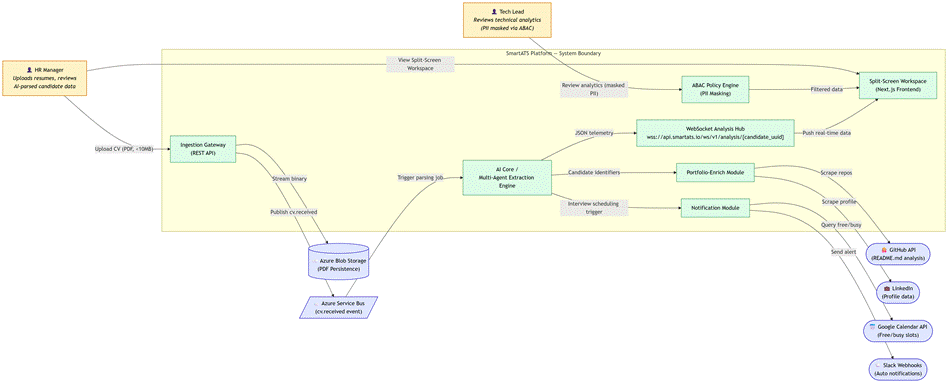 Tech Lead
Reviews technical analytics
(PII masked via ABAC)
HR Manager
Uploads resumes, reviews
AI-parsed candidate data
SmartATS Platform — System Boundary
View Split-Screen
Workspace
Review analytics (masked
PII)
ABAC Policy Engine
(PII Masking)
Filtered data
Split-Screen Workspace
(Next.js Frontend)
Upload CV (PDF, <10MB)
Ingestion Gateway
(REST API)
JSON telemetry
WebSocket Analysis Hub
wss://api.smartats.io/ws/v1/analysis/{candidate_uuid}
Push real-time data
Stream binary
Trigger parsing job
AI Core /
Multi-Agent Extraction
Engine
Candidate identifiers
Portfolio-Enrich Module
Scrape repos
Publish cv.received
Interview scheduling
trigger
Notification Module
Scrape profile
Query free/busy
Send alert
Azure Blob Storage
(PDF Persistence)
GitHub API
(README.md analysis)
Azure Service Bus
(cv.received event)
LinkedIn
(Profile data)
Google Calendar API
(Free/busy slots)
Slack Webhooks
(Auto notifications)